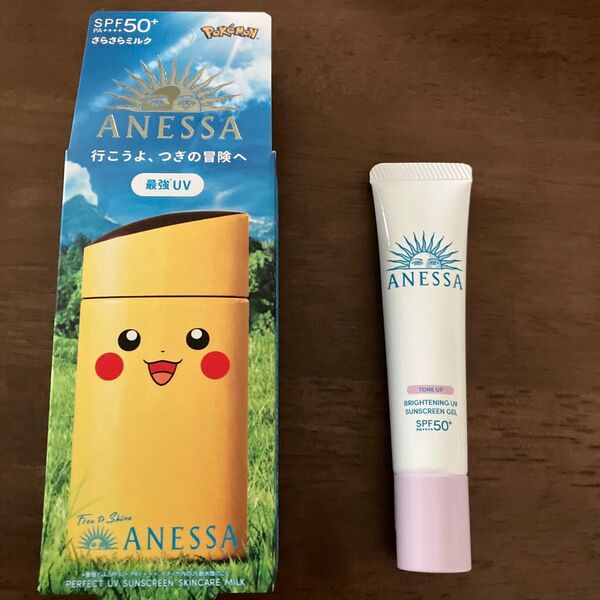 SPF50+
PA++++
さらさらミルク
POKÉMON
ANESSA
行こうよ、つぎの冒険へ
最強*UV
Free to Shine
ANESSA
PERFECT UV SUNSCREEN SKINCARE MILK
ANESSA
TONE UP
BRIGHTENING UV
SUNSCREEN GEL
SPF50+
PA++++